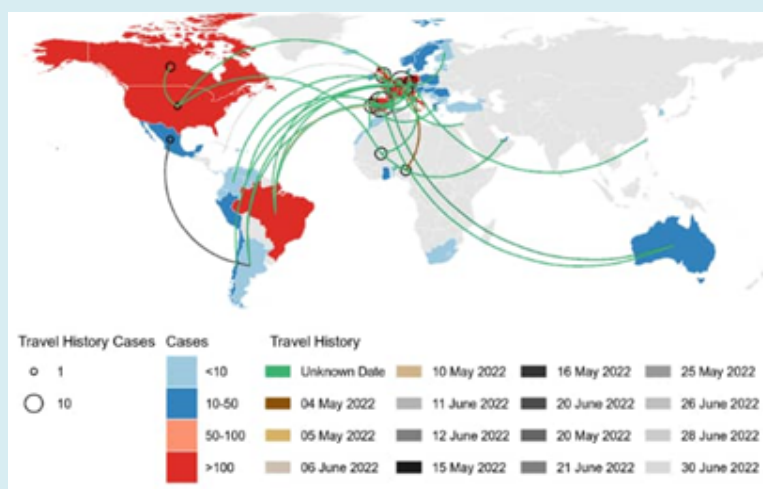 Travel History Cases
1
10
Cases
<10
10-50
50-100
>100
Travel History
Unknown Date
04 May 2022
05 May 2022
06 June 2022
10 May 2022
11 June 2022
12 June 2022
15 May 2022
16 May 2022
20 June 2022
20 May 2022
21 June 2022
25 May 2022
26 June 2022
28 June 2022
30 June 2022